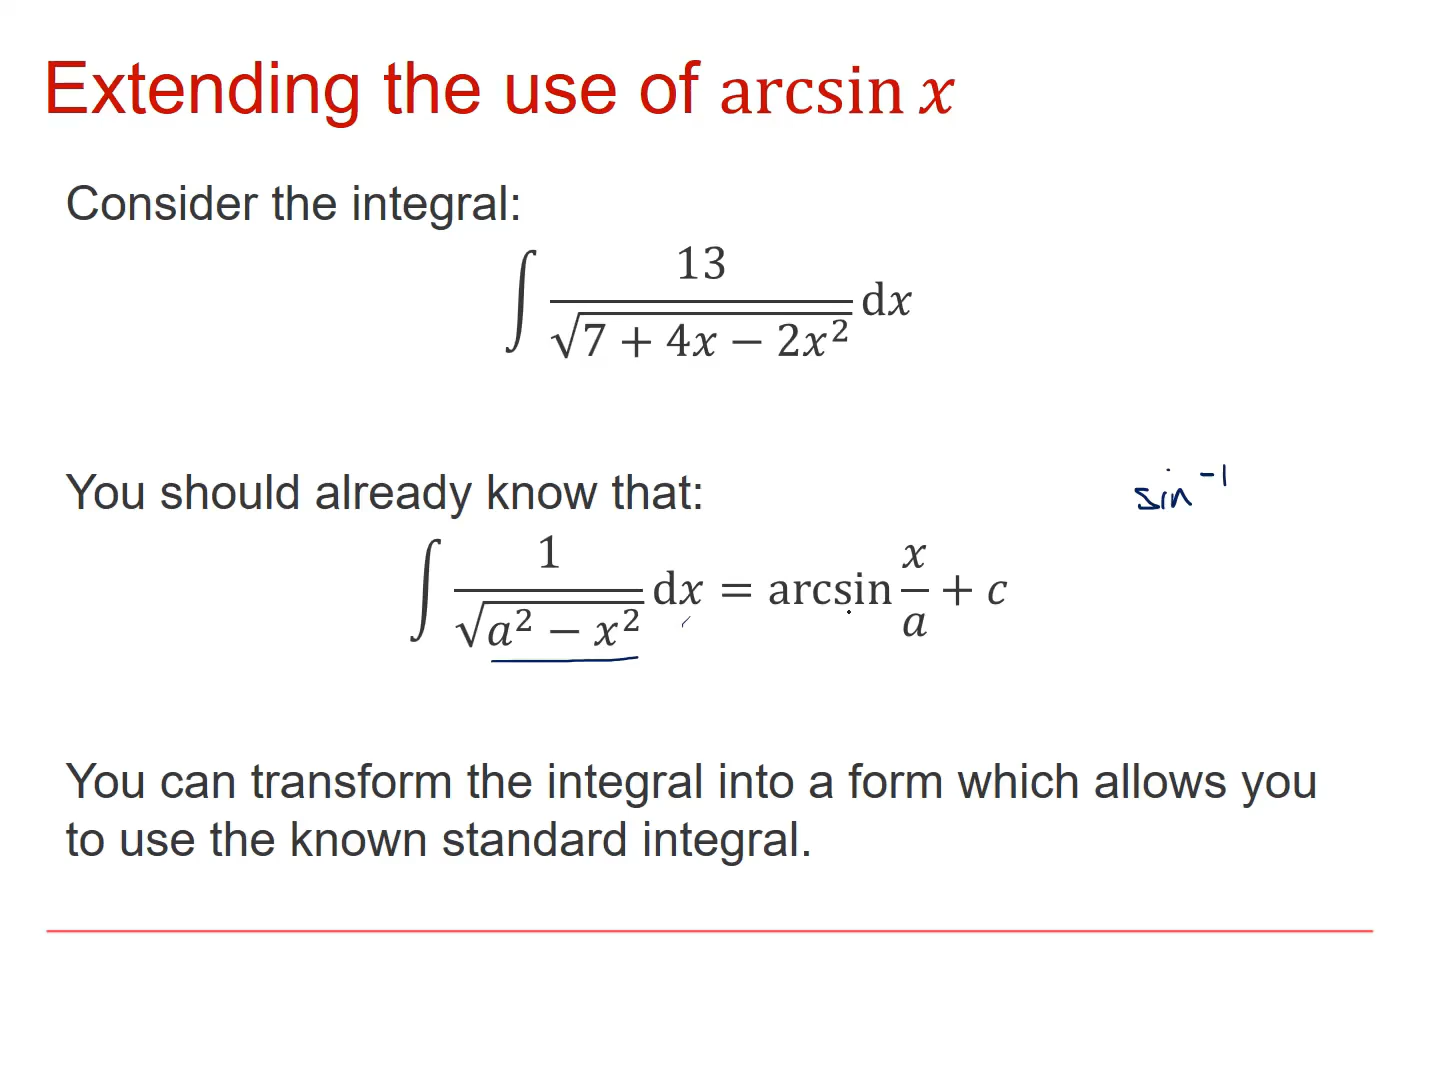 Extending the use of arcsin x
Consider the integral:
∫ 13/√(7 + 4x − 2x²) dx
You should already know that:
sin⁻¹
∫ 1/√(a² − x²) dx = arcsin x/a + c
You can transform the integral into a form which allows you
to use the known standard integral.